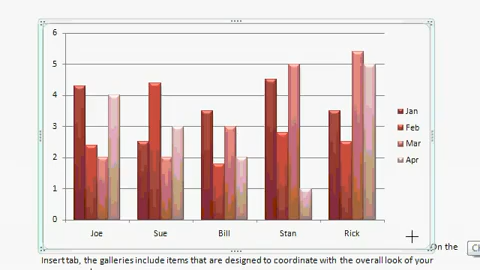 6
5
4
3
2
1
0
Joe Sue Bill Stan Rick
Jan
Feb
Mar
Apr
On the
Insert tab, the galleries include items that are designed to coordinate with the overall look of your